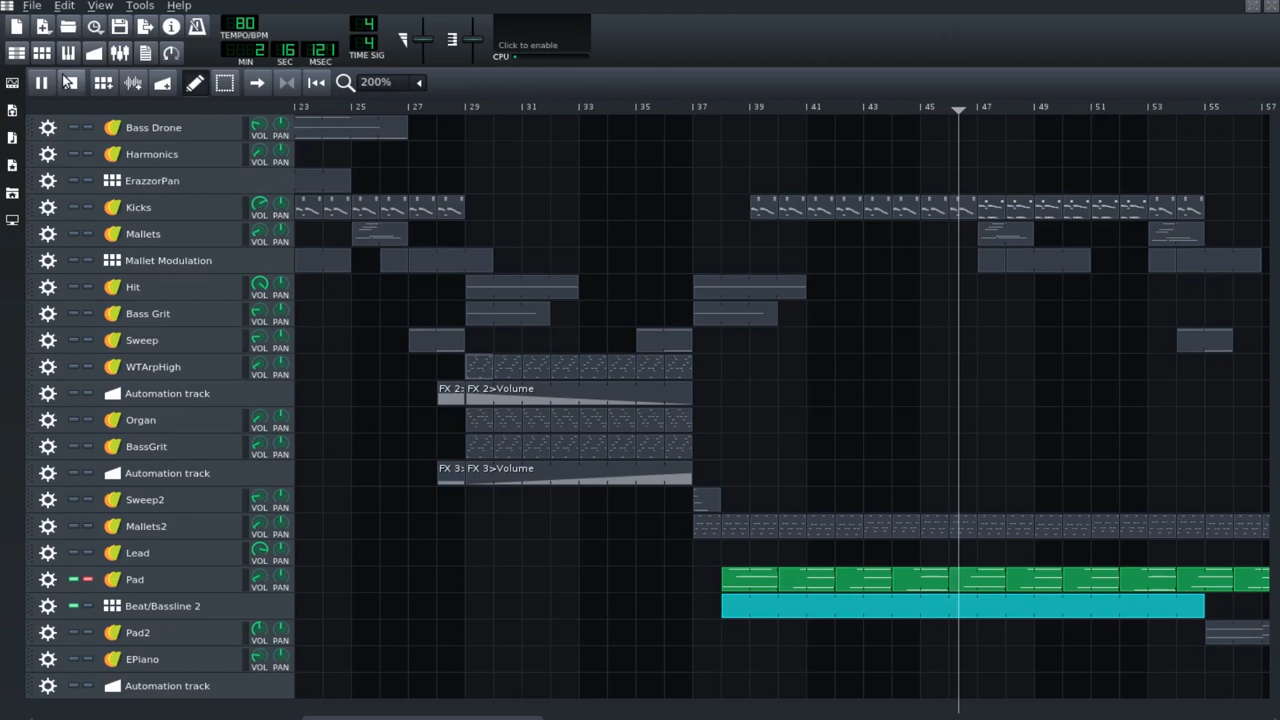 File Edit View Tools Help
80
TEMPO/BPM
4
4
TIME SIG
2 16 121
MIN SEC MSEC
Click to enable
CPU
200%
23 25 27 29 31 33 35 37 39 41 43 45 47 49 51 53 55 57
Bass Drone VOL PAN
Harmonics VOL PAN
ErazzorPan
Kicks VOL PAN
Mallets VOL PAN
Mallet Modulation
Hit VOL PAN
Bass Grit VOL PAN
Sweep VOL PAN
WTArpHigh VOL PAN
Automation track FX 2: FX 2>Volume
Organ VOL PAN
BassGrit VOL PAN
Automation track FX 3: FX 3>Volume
Sweep2 VOL PAN
Mallets2 VOL PAN
Lead VOL PAN
Pad VOL PAN
Beat/Bassline 2
Pad2 VOL PAN
EPiano VOL PAN
Automation track